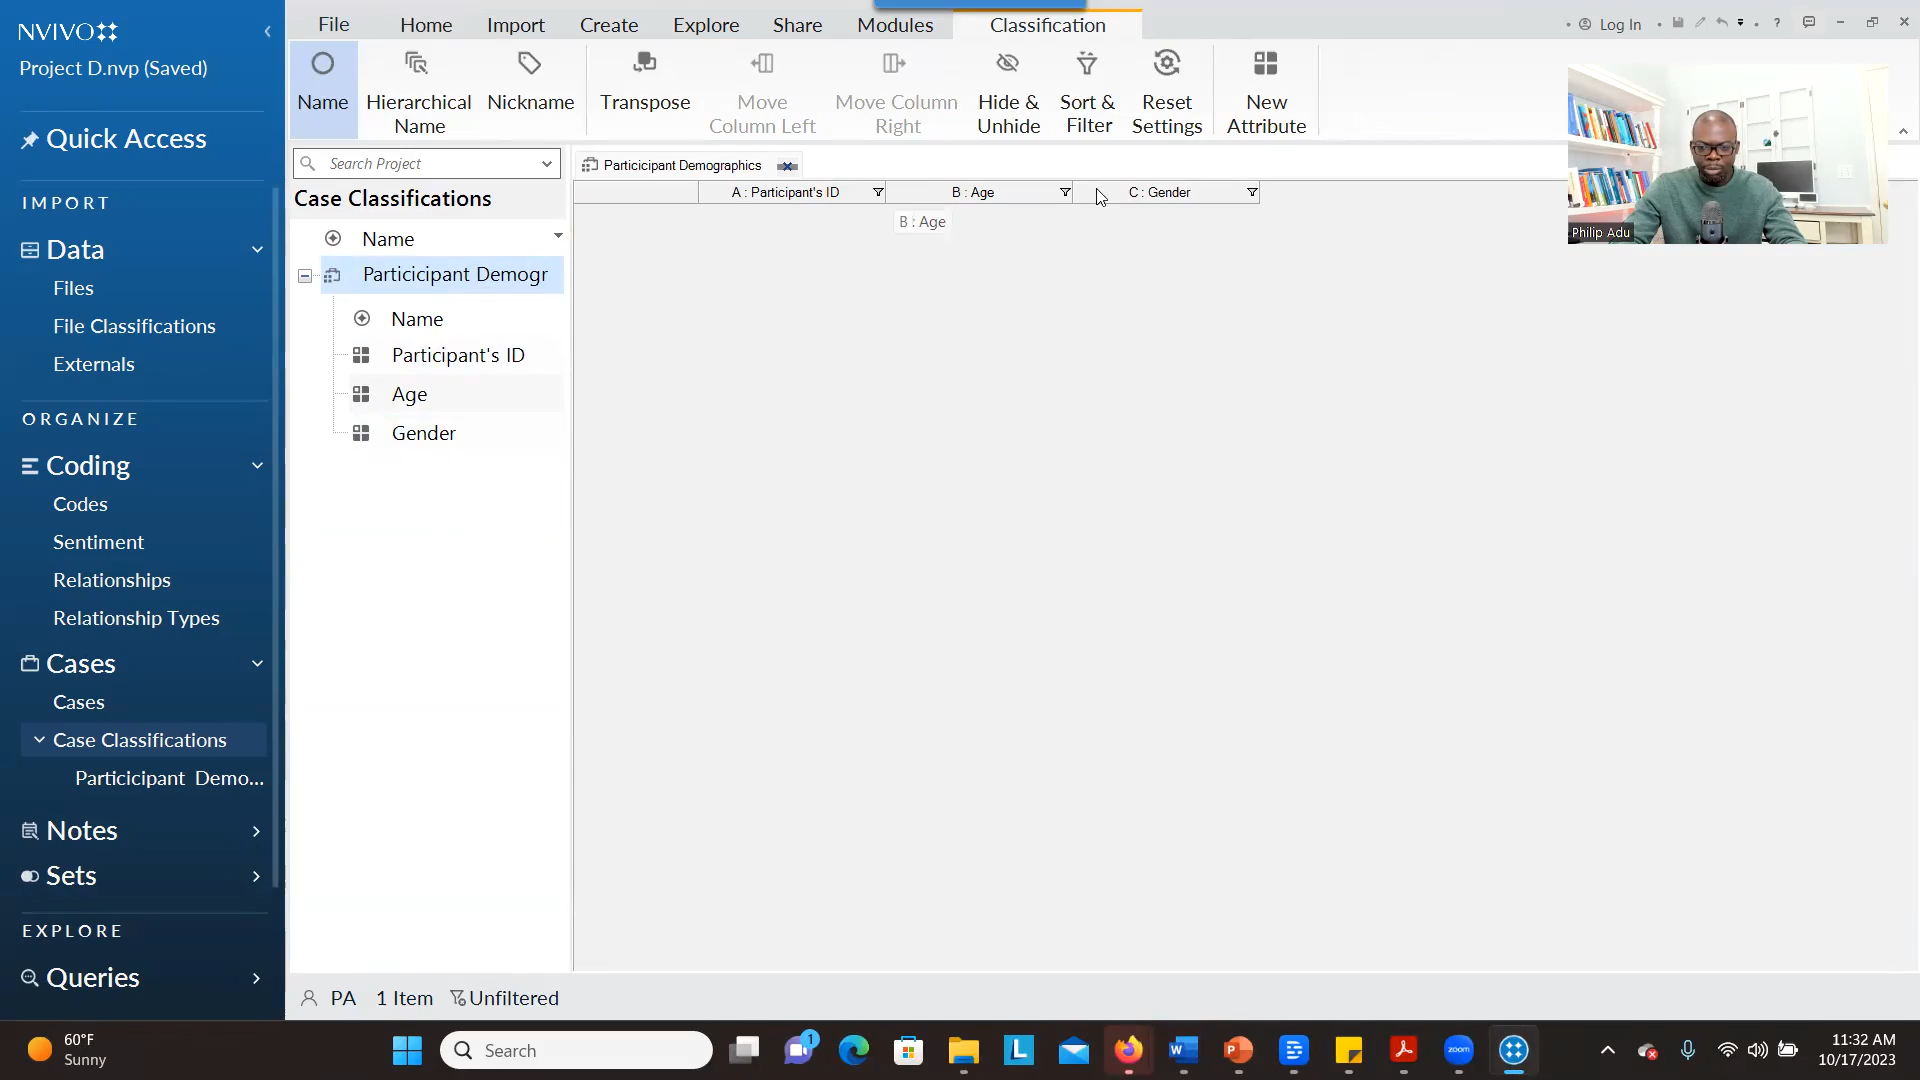 NVIVO
Project D.nvp (Saved)
Quick Access
IMPORT
Data
Files
File Classifications
Externals
ORGANIZE
Coding
Codes
Sentiment
Relationships
Relationship Types
Cases
Cases
Case Classifications
Particicipant Demo...
Notes
Sets
EXPLORE
Queries
File Home Import Create Explore Share Modules Classification
Log In
?
Name
Hierarchical Name
Nickname
Transpose
Move Column Left
Move Column Right
Hide & Unhide
Sort & Filter
Reset Settings
New Attribute
Search Project
Case Classifications
Name
Particicipant Demogr
Name
Participant's ID
Age
Gender
Particicipant Demographics
A : Participant's ID B : Age C : Gender
B : Age
Philip Adu
PA 1 Item Unfiltered
60°F
Sunny
Search
1
L
W
P
zoom
11:32 AM
10/17/2023